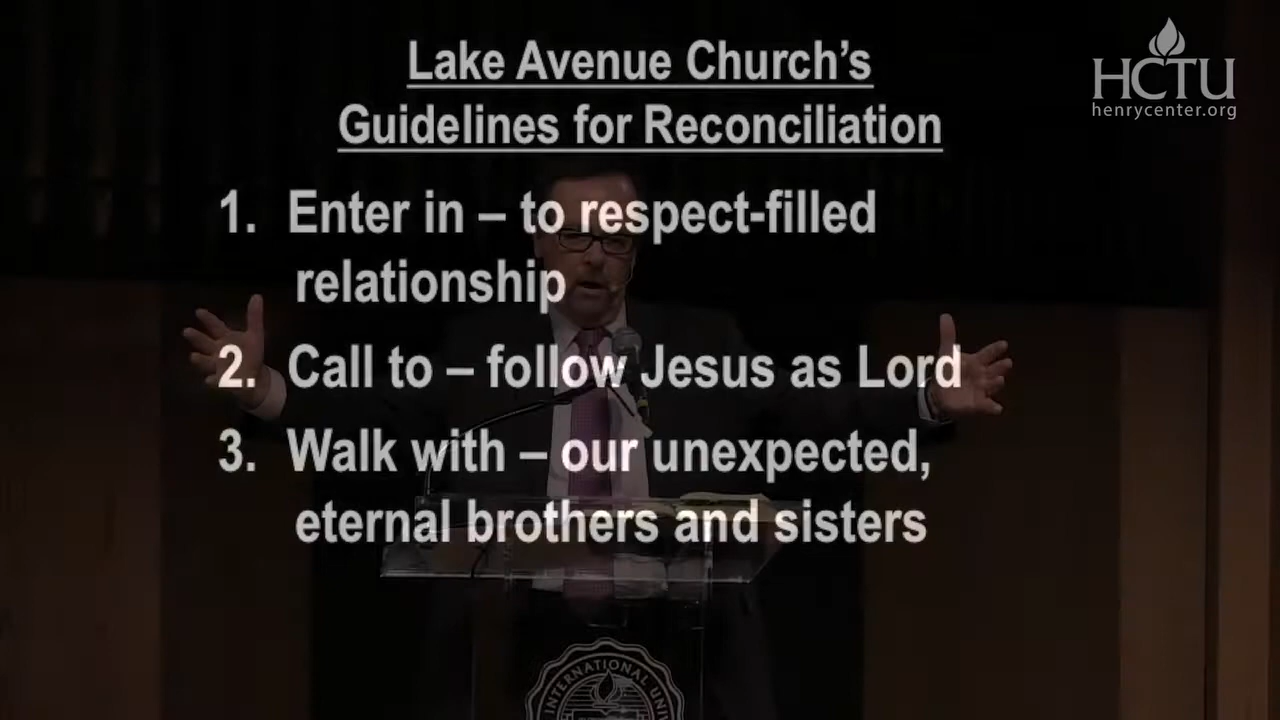 Lake Avenue Church’s
Guidelines for Reconciliation
HCTU
henrycenter.org
1. Enter in – to respect-filled
relationship
2. Call to – follow Jesus as Lord
3. Walk with – our unexpected,
eternal brothers and sisters
INTERNATIONAL